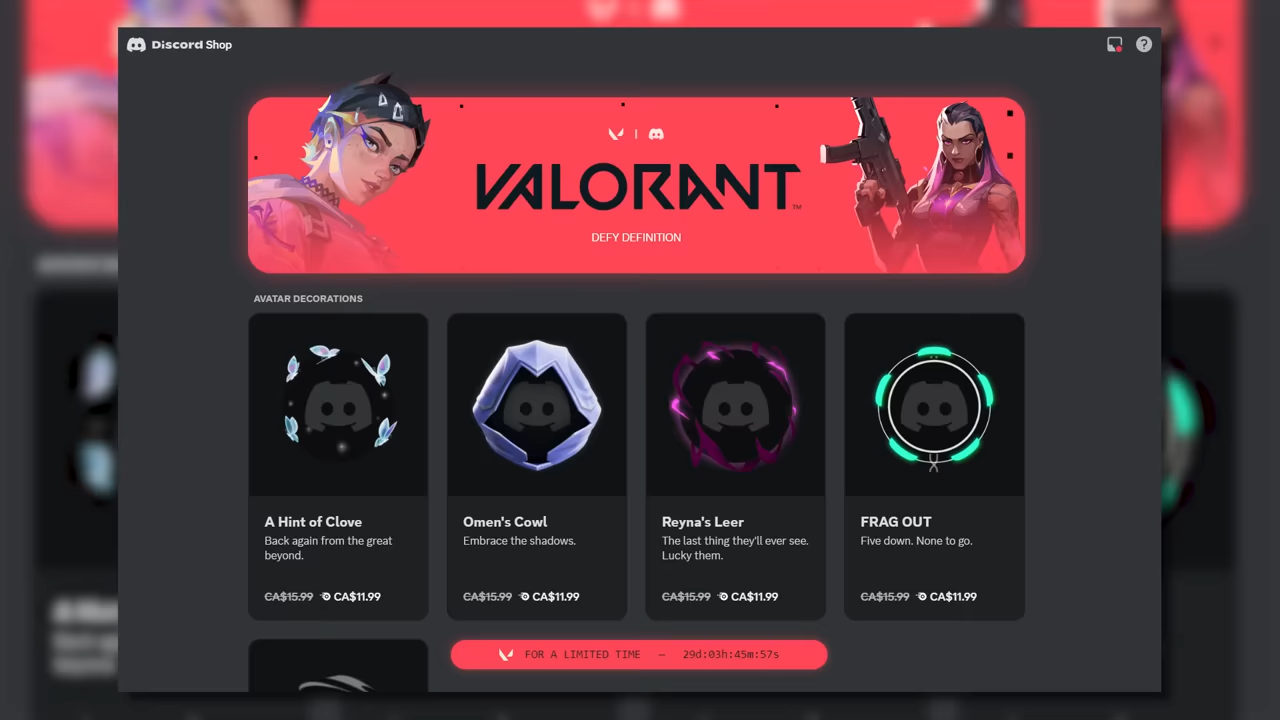 Discord Shop
VALORANT™
DEFY DEFINITION
AVATAR DECORATIONS
A Hint of Clove
Back again from the great
beyond.
CA$15.99 CA$11.99
Omen's Cowl
Embrace the shadows.
CA$15.99 CA$11.99
Reyna's Leer
The last thing they'll ever see.
Lucky them.
CA$15.99 CA$11.99
FRAG OUT
Five down. None to go.
CA$15.99 CA$11.99
FOR A LIMITED TIME — 29d:03h:45m:57s